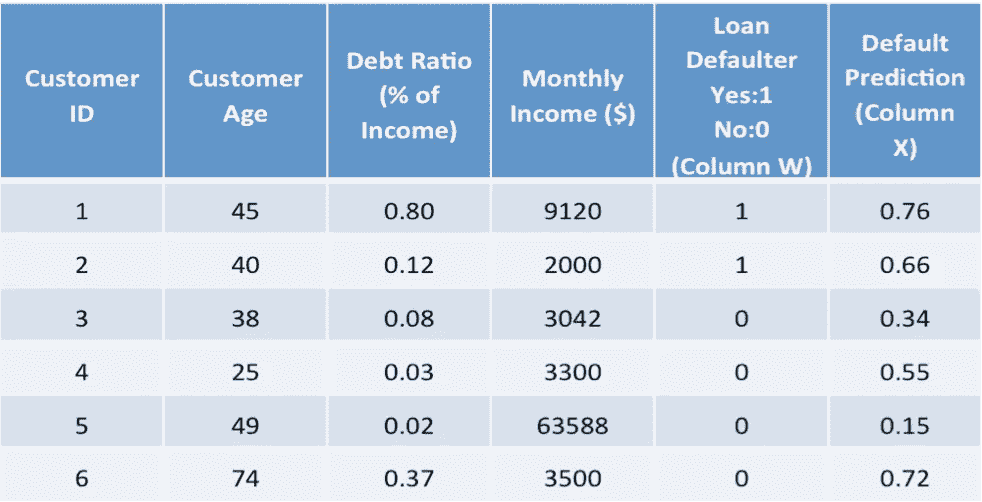 Customer ID | Customer Age | Debt Ratio (% of Income) | Monthly Income ($) | Loan Defaulter Yes:1 No:0 (Column W) | Default Prediction (Column X)
1 45 0.80 9120 1 0.76
2 40 0.12 2000 1 0.66
3 38 0.08 3042 0 0.34
4 25 0.03 3300 0 0.55
5 49 0.02 63588 0 0.15
6 74 0.37 3500 0 0.72